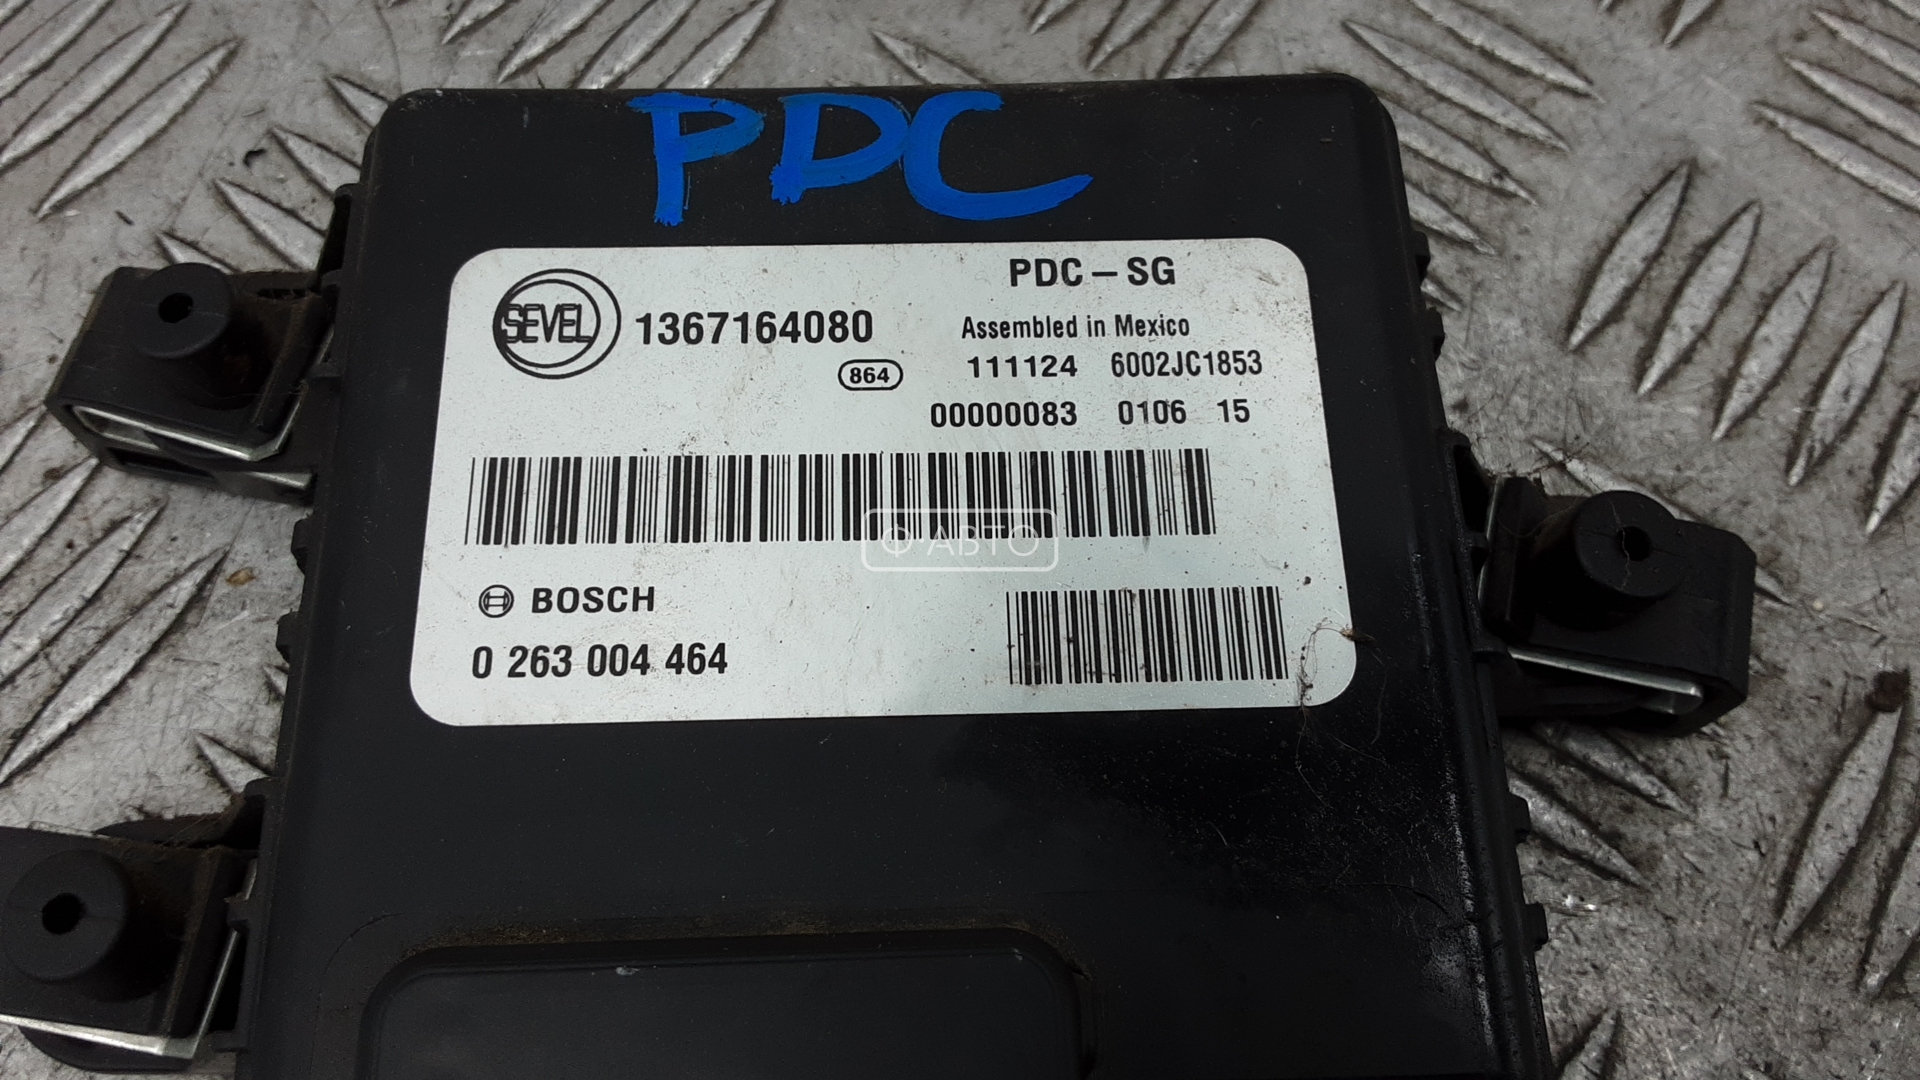 PDC
PDC – SG
SEVEL 1367164080
Assembled in Mexico
864 111124 6002JC1853
00000083 0106 15
Ф-АВТО
BOSCH
0 263 004 464